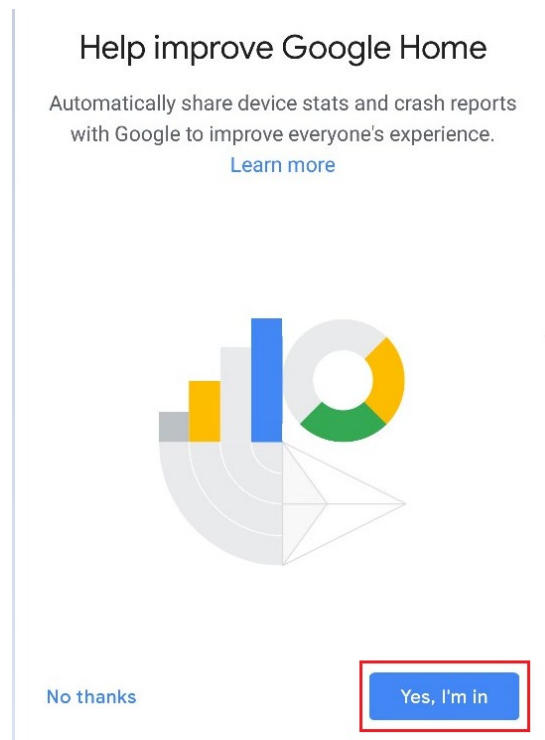 Help improve Google Home
Automatically share device stats and crash reports
with Google to improve everyone's experience.
Learn more
No thanks
Yes, I'm in